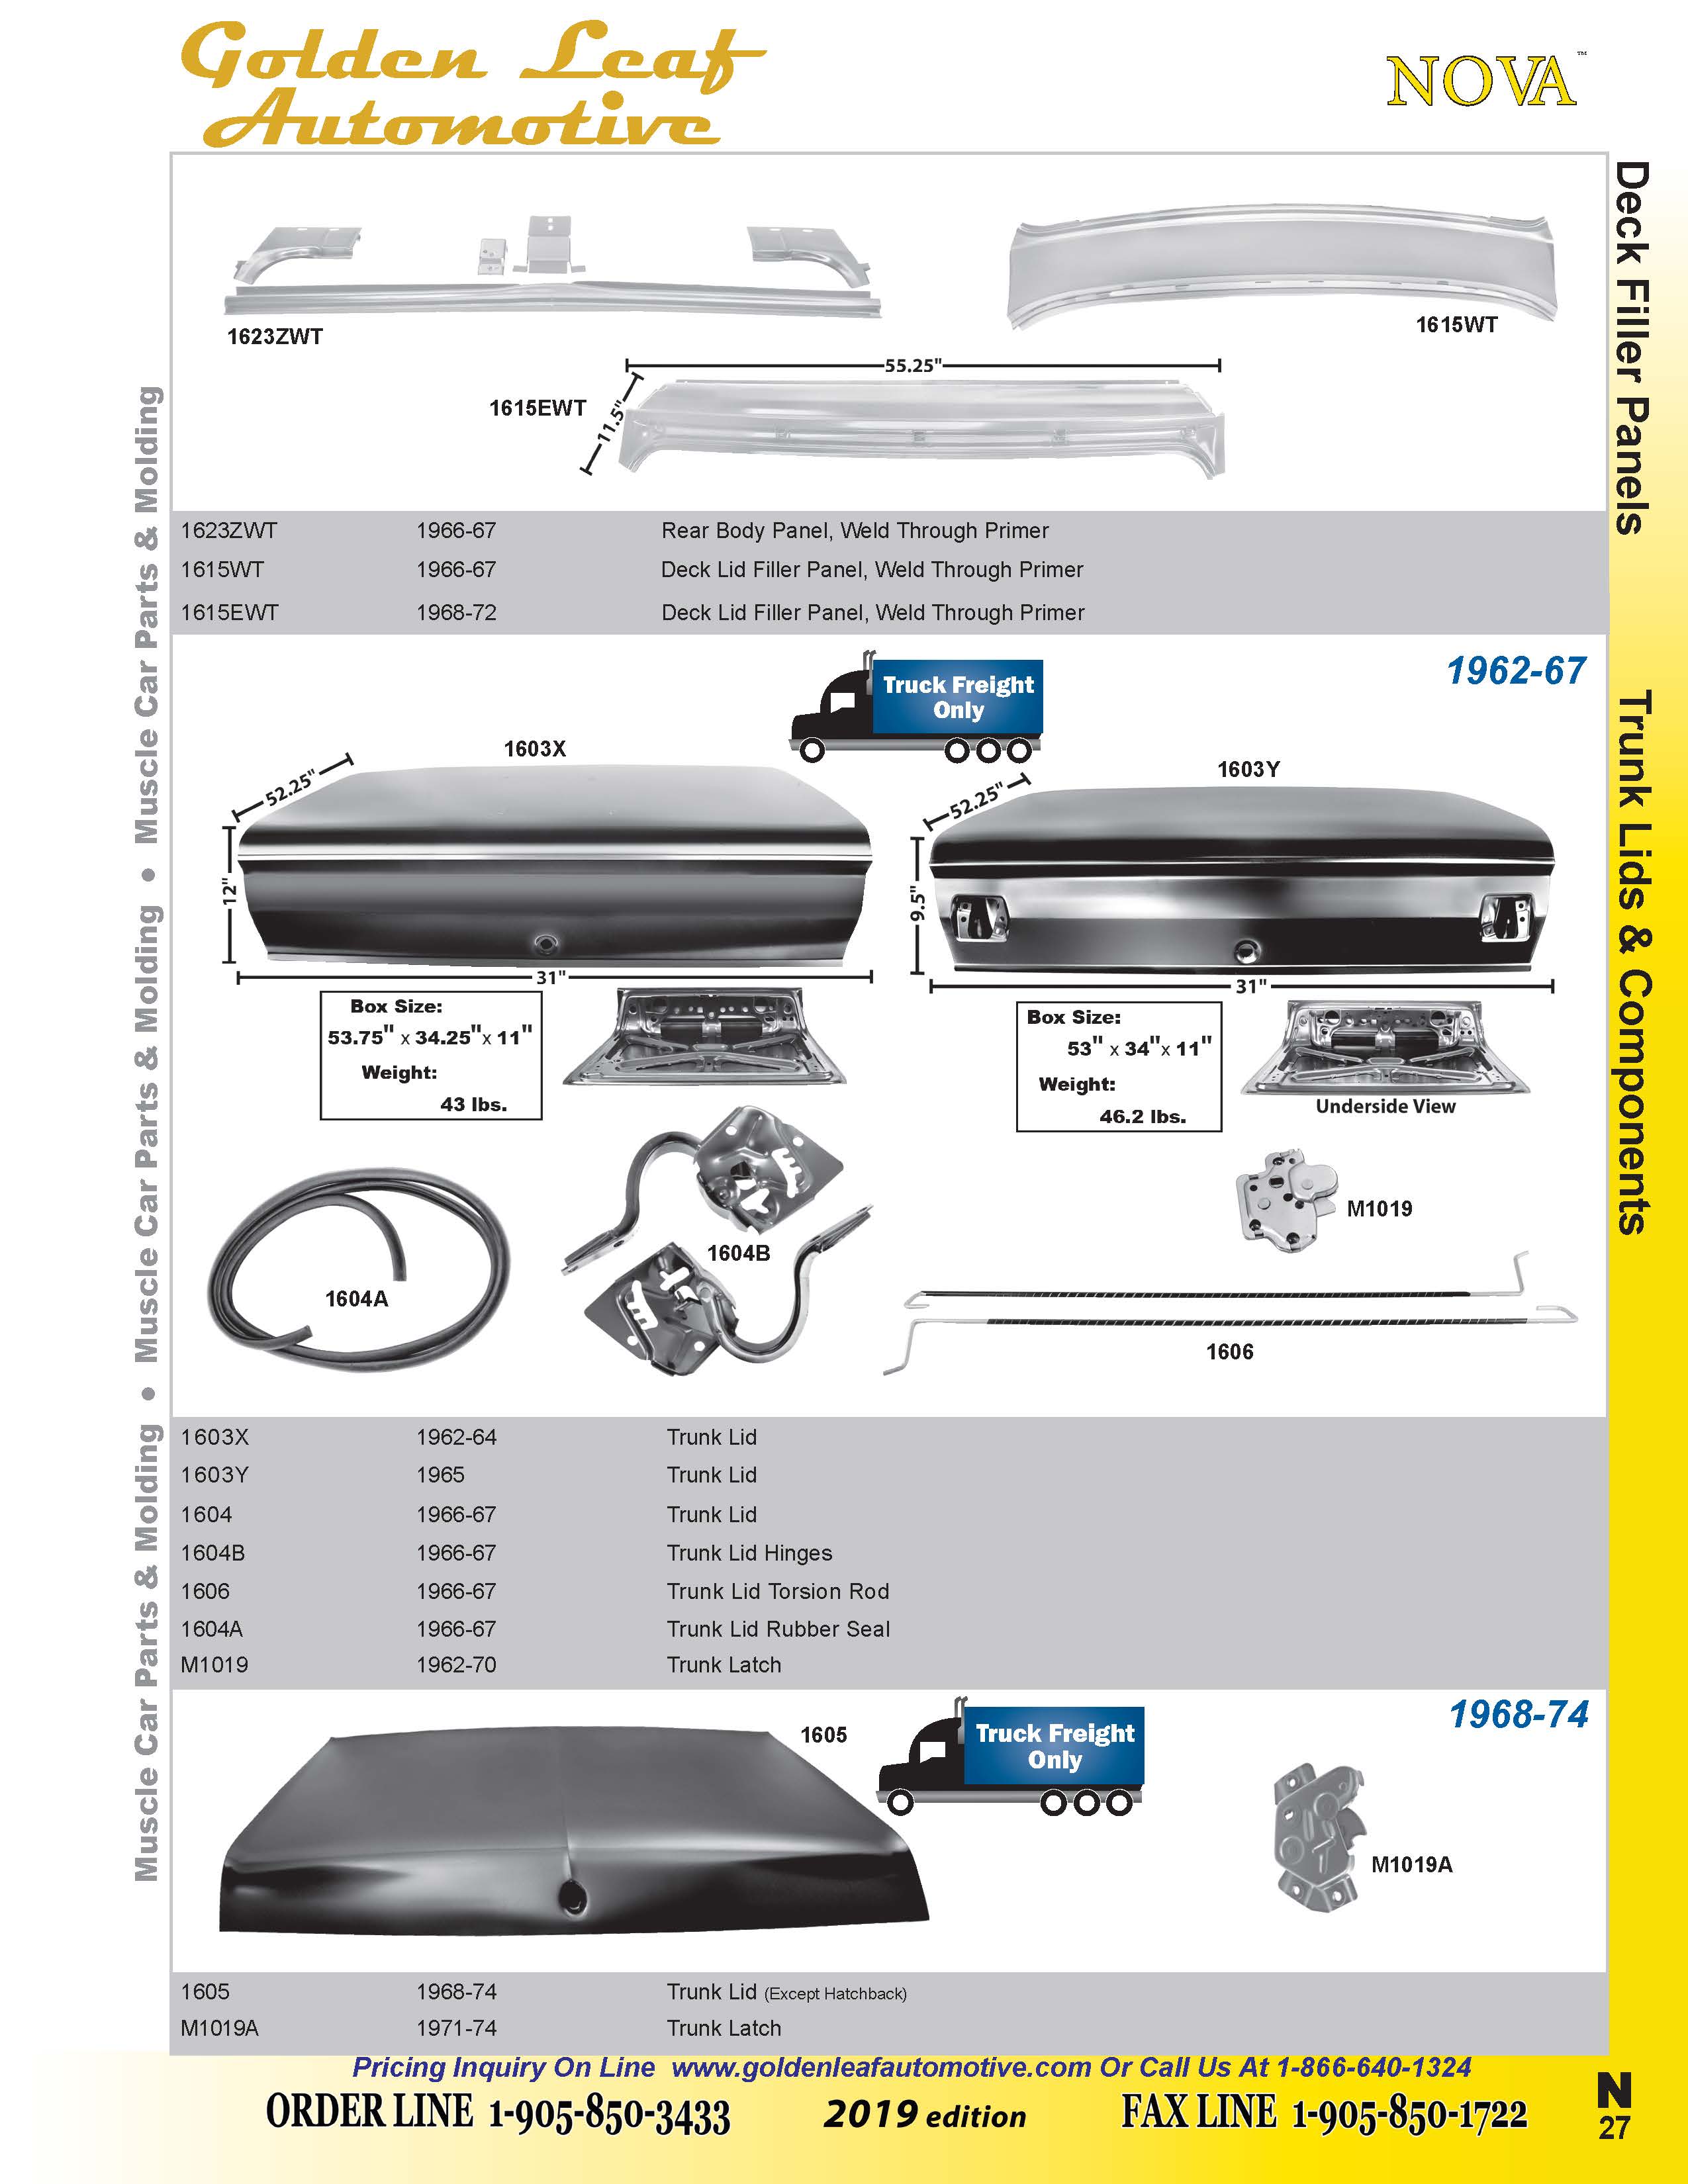 Golden Leaf
Automotive
NOVA™
Deck Filler Panels
Trunk Lids & Components
Muscle Car Parts & Molding • Muscle Car Parts & Molding • Muscle Car Parts & Molding
1623ZWT
1615WT
55.25"
1615EWT
11.5"
1623ZWT 1966-67 Rear Body Panel, Weld Through Primer
1615WT 1966-67 Deck Lid Filler Panel, Weld Through Primer
1615EWT 1968-72 Deck Lid Filler Panel, Weld Through Primer
1962-67
Truck Freight
Only
1603X
52.25"
12"
31"
Box Size:
53.75" x 34.25"x 11"
Weight:
43 lbs.
1603Y
52.25"
9.5"
31"
Box Size:
53" x 34"x 11"
Weight:
46.2 lbs.
Underside View
1604A
1604B
M1019
1606
1603X 1962-64 Trunk Lid
1603Y 1965 Trunk Lid
1604 1966-67 Trunk Lid
1604B 1966-67 Trunk Lid Hinges
1606 1966-67 Trunk Lid Torsion Rod
1604A 1966-67 Trunk Lid Rubber Seal
M1019 1962-70 Trunk Latch
1968-74
1605
Truck Freight
Only
M1019A
1605 1968-74 Trunk Lid (Except Hatchback)
M1019A 1971-74 Trunk Latch
Pricing Inquiry On Line www.goldenleafautomotive.com Or Call Us At 1-866-640-1324
ORDER LINE 1-905-850-3433 2019 edition FAX LINE 1-905-850-1722
N
27